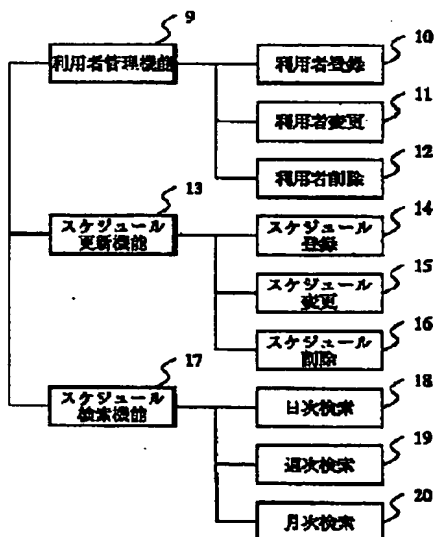 9
利用者管理機能
10
利用者登録
11
利用者変更
12
利用者削除
13
スケジュール
更新機能
14
スケジュール
登録
15
スケジュール
変更
16
スケジュール
削除
17
スケジュール
検索機能
18
日次検索
19
週次検索
20
月次検索